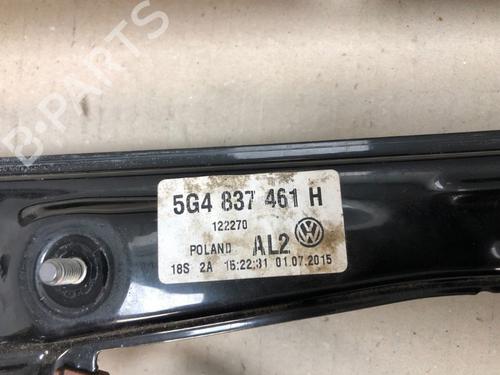 B-PARTS
5G4 837 461 H
122270
POLAND AL2
18S 2A 15:22:31 01.07.2015